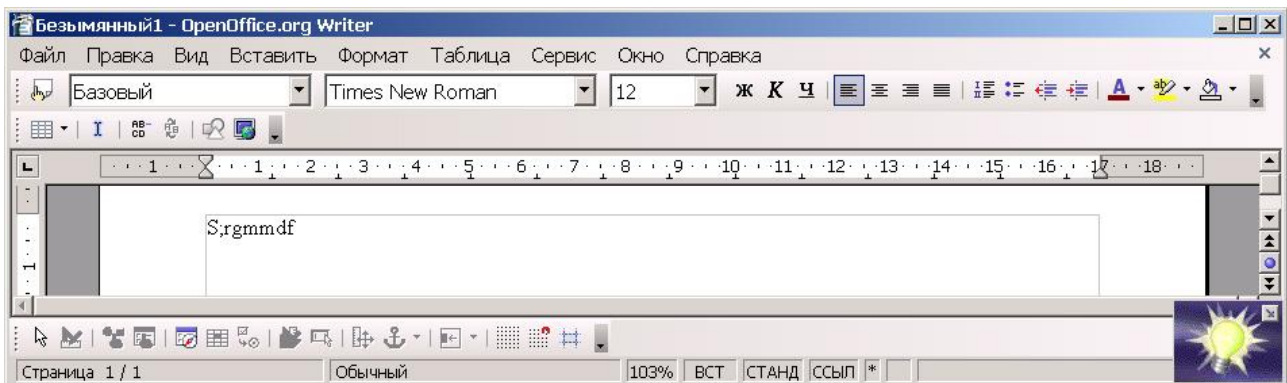 Безымянный1 - OpenOffice.org Writer
Файл Правка Вид Вставить Формат Таблица Сервис Окно Справка
Базовый Times New Roman 12 Ж К Ч
1 1 2 3 4 5 6 7 8 9 10 11 12 13 14 15 16 17 18
S;rgmmdf
1
Страница 1 / 1 Обычный 103% ВСТ СТАНД ССЫЛ *